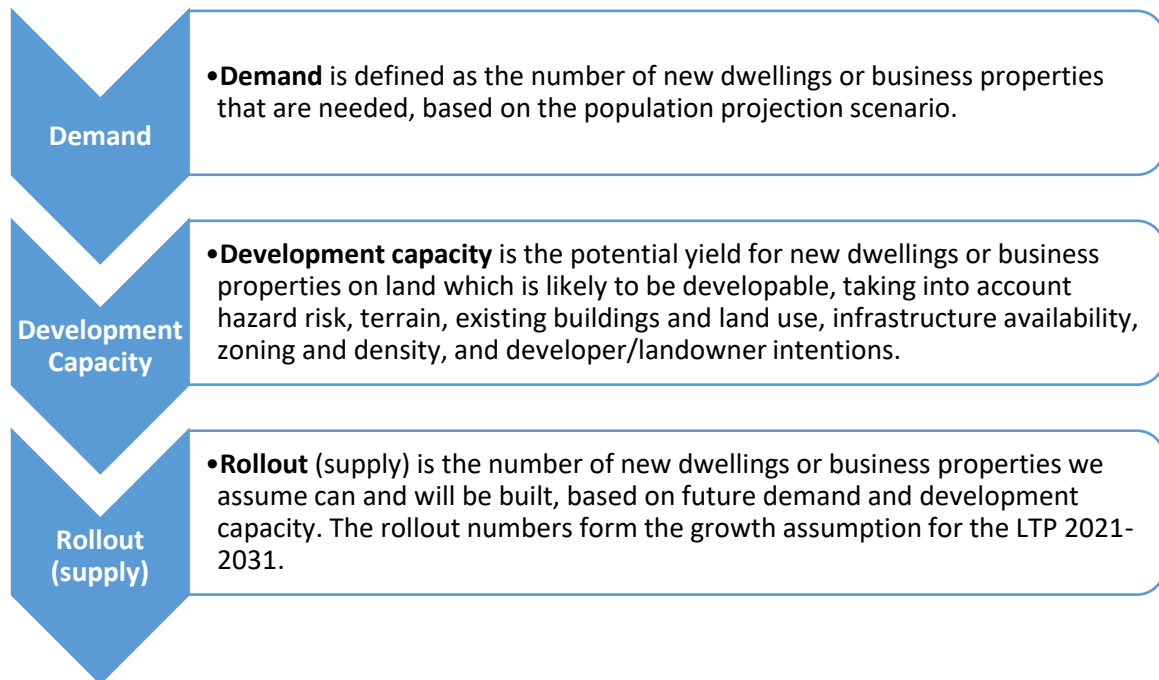 Demand
•Demand is defined as the number of new dwellings or business properties
that are needed, based on the population projection scenario.
Development
Capacity
•Development capacity is the potential yield for new dwellings or business
properties on land which is likely to be developable, taking into account
hazard risk, terrain, existing buildings and land use, infrastructure availability,
zoning and density, and developer/landowner intentions.
Rollout
(supply)
•Rollout (supply) is the number of new dwellings or business properties we
assume can and will be built, based on future demand and development
capacity. The rollout numbers form the growth assumption for the LTP 2021-
2031.